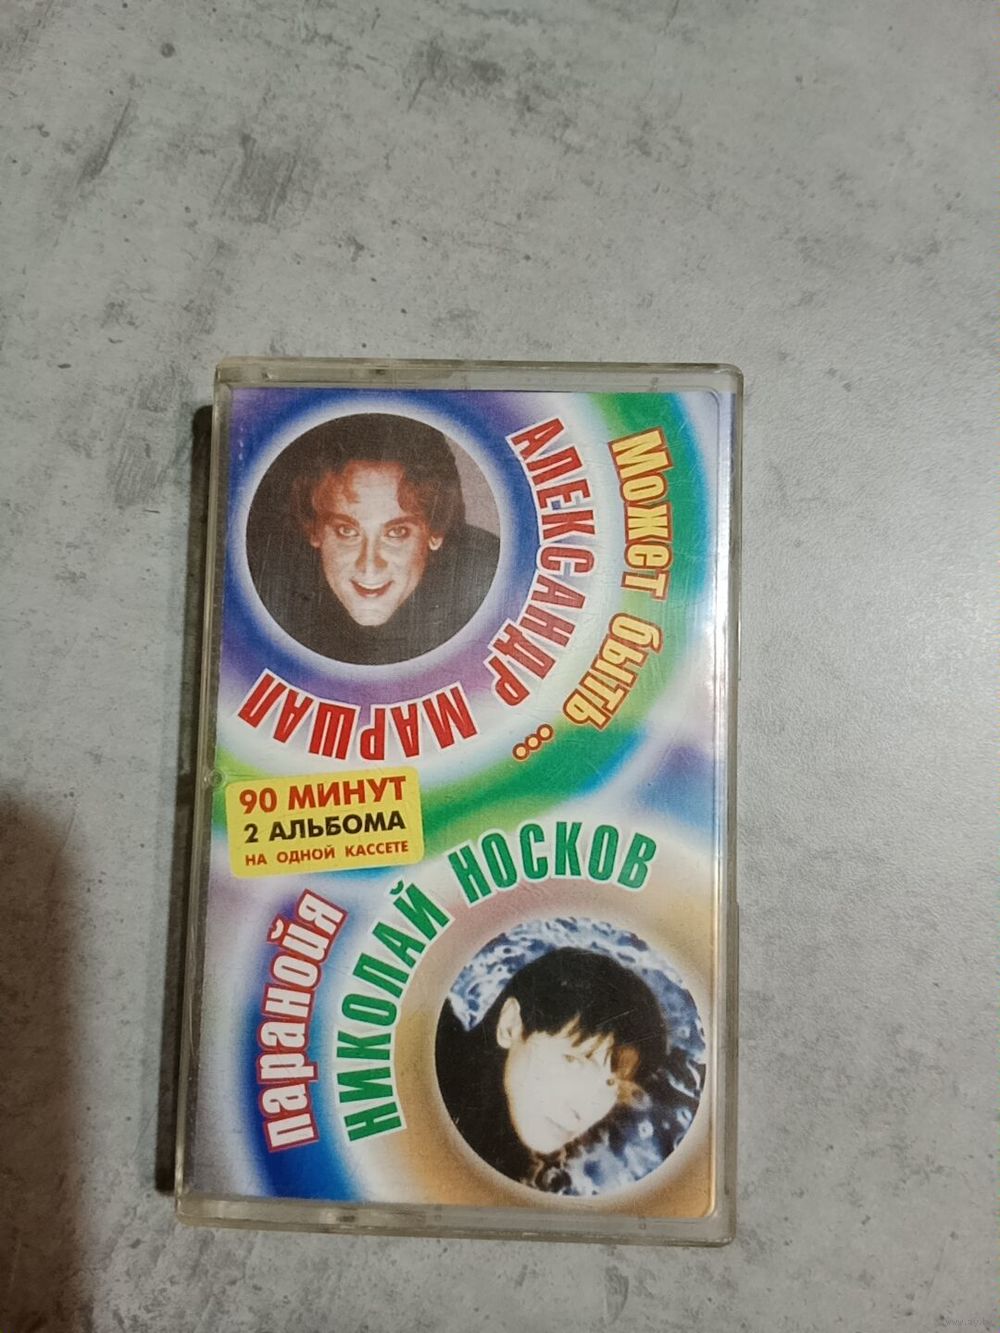 Может быть ...
АЛЕКСАНДР МАРШАЛ
90 МИНУТ
2 АЛЬБОМА
НА ОДНОЙ КАССЕТЕ
паранойя
НИКОЛАЙ НОСКОВ